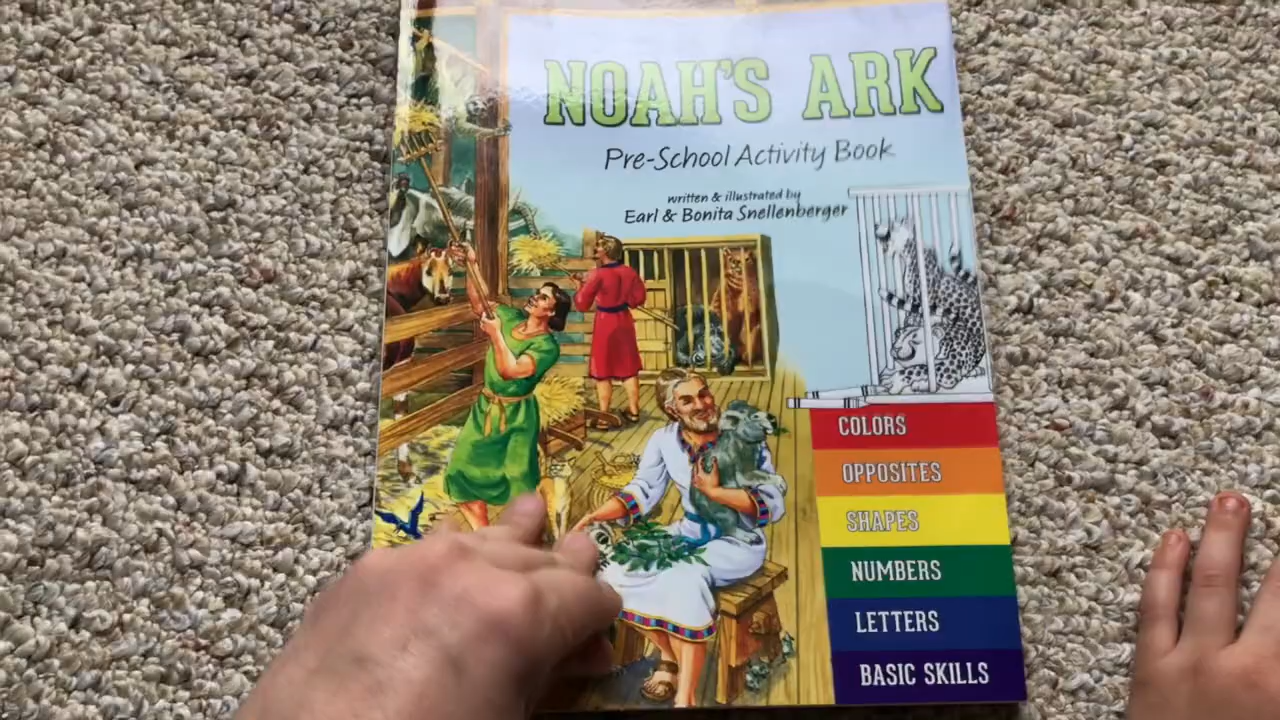 NOAH'S ARK
Pre-School Activity Book
written & illustrated by
Earl & Bonita Snellenberger
COLORS
OPPOSITES
SHAPES
NUMBERS
LETTERS
BASIC SKILLS